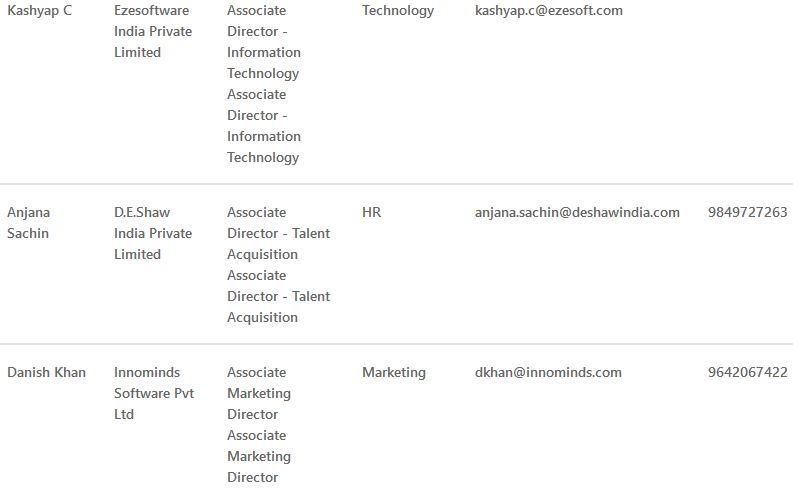 Kashyap C Ezesoftware Associate Technology kashyap.c@ezesoft.com
India Private Director -
Limited Information
Technology
Associate
Director -
Information
Technology
Anjana D.E.Shaw Associate HR anjana.sachin@deshawindia.com 9849727263
Sachin India Private Director - Talent
Limited Acquisition
Associate
Director - Talent
Acquisition
Danish Khan Innominds Associate Marketing dkhan@innominds.com 9642067422
Software Pvt Marketing
Ltd Director
Associate
Marketing
Director